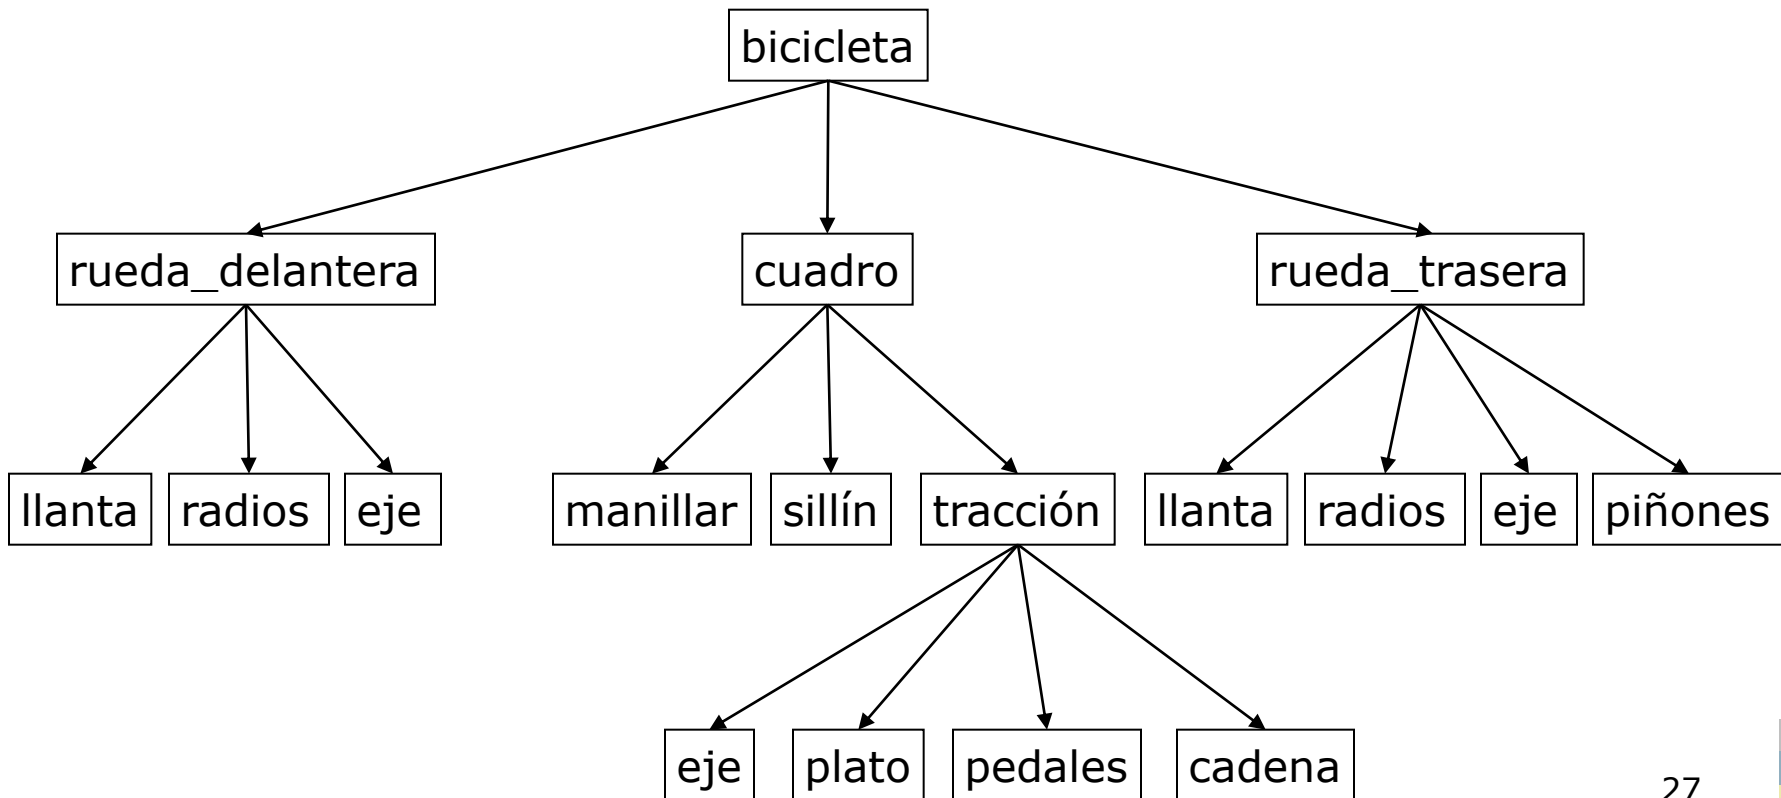 bicicleta
rueda_delantera cuadro rueda_trasera
llanta radios eje manillar sillín tracción llanta radios eje piñones
eje plato pedales cadena
27